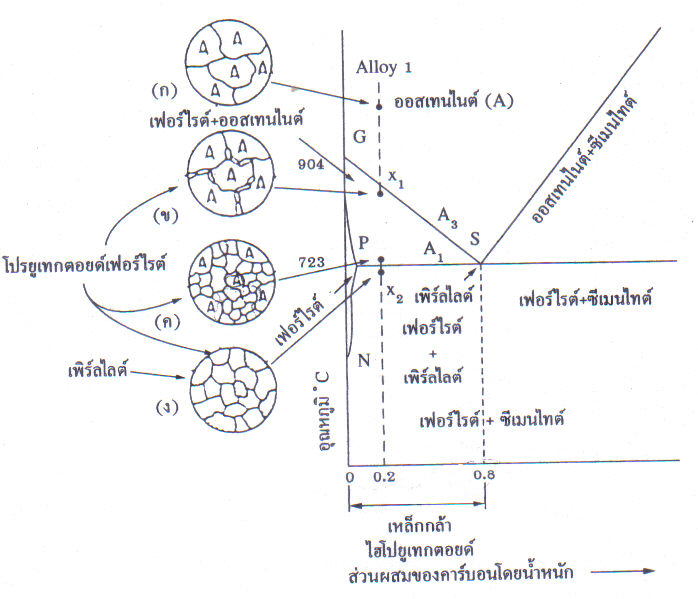 Alloy 1
(ก)
ออสเทนไนต์ (A)
เฟอร์ไรต์+ออสเทนไนต์
G
904
X1
(ข)
A3
S
ออสเทนไนต์+ซีเมนไทต์
โปรยูเทกตอยด์เฟอร์ไรต์
P
A1
723
X2
เพิร์ลไลต์
เฟอร์ไรต์+ซีเมนไทต์
(ค)
เฟอร์ไรต์
เฟอร์ไรต์
+
เพิร์ลไลต์
N
เพิร์ลไลต์
(ง)
อุณหภูมิ °C
เฟอร์ไรต์ + ซีเมนไทต์
0 0.2 0.8
เหล็กกล้า
ไฮโปยูเทกตอยด์
ส่วนผสมของคาร์บอนโดยน้ำหนัก
A A A A A A
A A A A A A
A A A A A